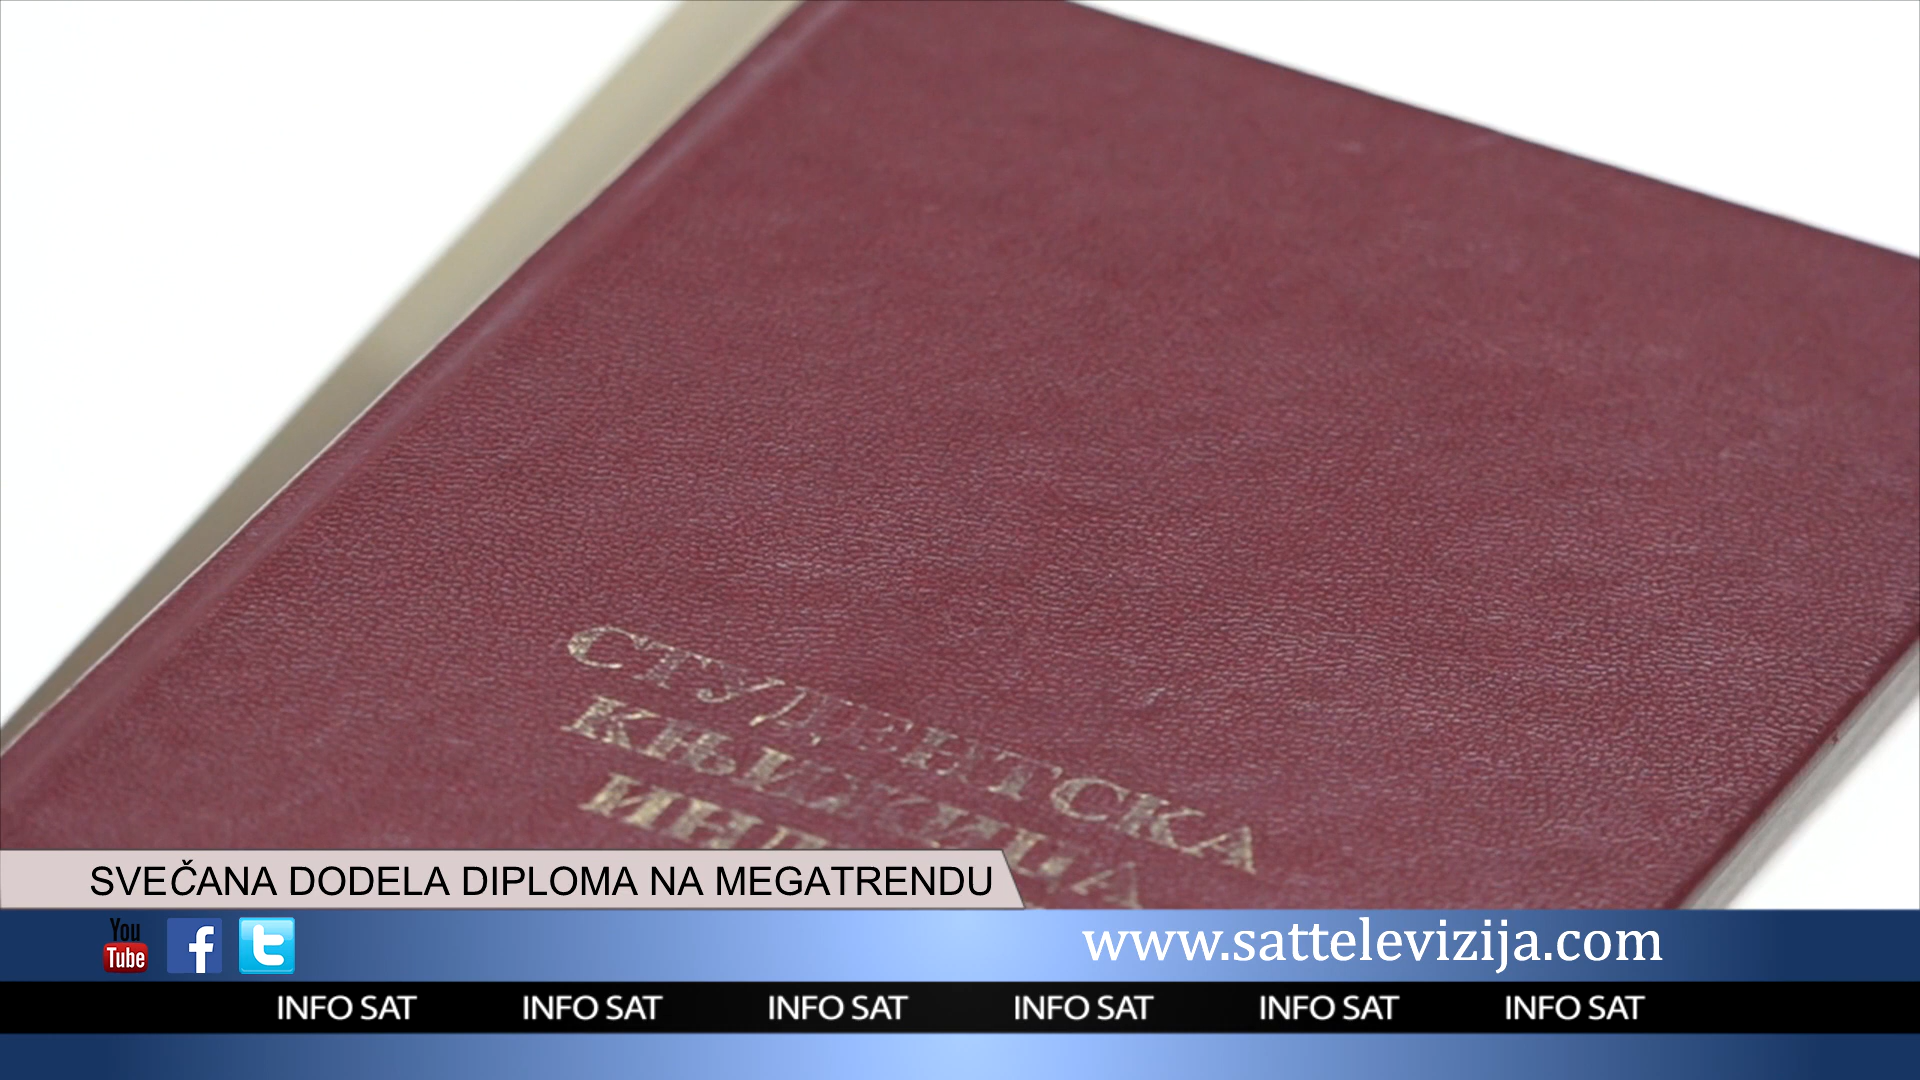 СТУДЕНТСКА
КЊИЖИЦА
SVEČANA DODELA DIPLOMA NA MEGATRENDU
You
Tube
www.sattelevizija.com
INFO SAT INFO SAT INFO SAT INFO SAT INFO SAT INFO SAT